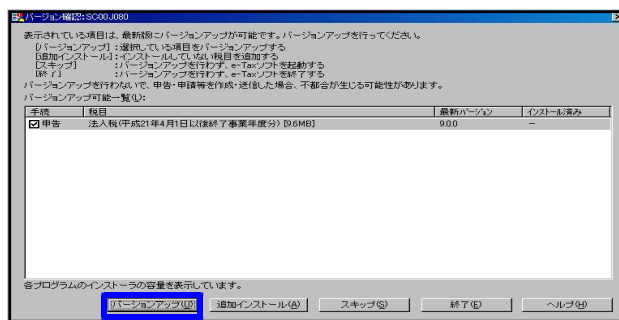 バージョン確認:SC00J080
表示されている項目は、最新版にバージョンアップが可能です。バージョンアップを行ってください。
[バージョンアップ]:選択している項目をバージョンアップする
[追加インストール]:インストールしていない税目を追加する
[スキップ] :バージョンアップを行わず、e-Taxソフトを起動する
[終了] :バージョンアップを行わず、e-Taxソフトを終了する
バージョンアップを行わないで、申告・申請等を作成・送信した場合、不都合が生じる可能性があります。
バージョンアップ可能一覧(L):
手続 税目 最新バージョン インストール済み
申告 法人税(平成21年4月1日以後終了事業年度分) [9.6MB] 9.0.0 −
各プログラムのインストーラの容量を表示しています。
バージョンアップ(U) 追加インストール(A) スキップ(S) 終了(E) ヘルプ(H)